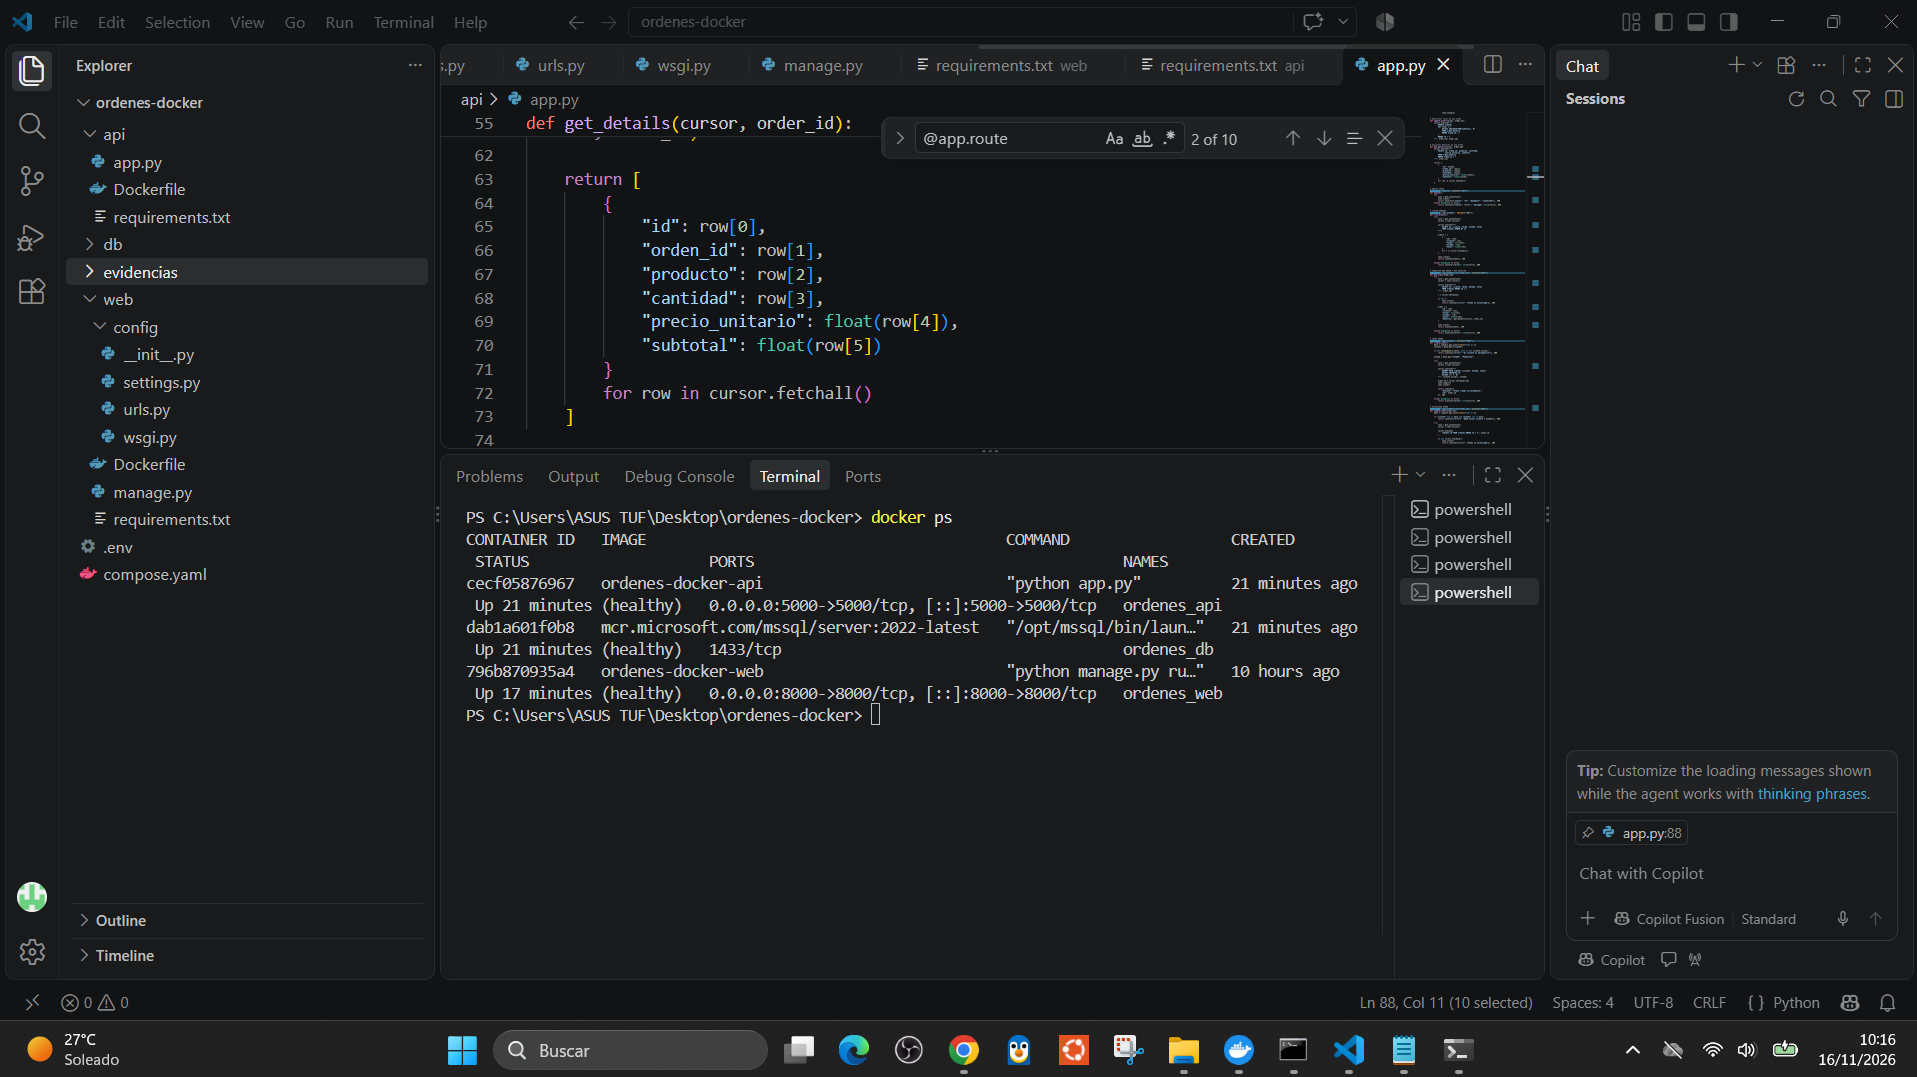 File Edit Selection View Go Run Terminal Help
ordenes-docker
Explorer
ordenes-docker
api
app.py
Dockerfile
requirements.txt
db
evidencias
web
config
__init__.py
settings.py
urls.py
wsgi.py
Dockerfile
manage.py
requirements.txt
.env
compose.yaml
Outline
Timeline
s.py urls.py wsgi.py manage.py requirements.txt web requirements.txt api app.py
api > app.py
@app.route Aa ab 2 of 10
55 def get_details(cursor, order_id):
62
63 return [
64 {
65 "id": row[0],
66 "orden_id": row[1],
67 "producto": row[2],
68 "cantidad": row[3],
69 "precio_unitario": float(row[4]),
70 "subtotal": float(row[5])
71 }
72 for row in cursor.fetchall()
73 ]
74
Problems Output Debug Console Terminal Ports
PS C:\Users\ASUS TUF\Desktop\ordenes-docker> docker ps
CONTAINER ID IMAGE COMMAND CREATED
STATUS PORTS NAMES
cecf05876967 ordenes-docker-api "python app.py" 21 minutes ago
Up 21 minutes (healthy) 0.0.0.0:5000->5000/tcp, [::]:5000->5000/tcp ordenes_api
dab1a601f0b8 mcr.microsoft.com/mssql/server:2022-latest "/opt/mssql/bin/laun…" 21 minutes ago
Up 21 minutes (healthy) 1433/tcp ordenes_db
796b870935a4 ordenes-docker-web "python manage.py ru…" 10 hours ago
Up 17 minutes (healthy) 0.0.0.0:8000->8000/tcp, [::]:8000->8000/tcp ordenes_web
PS C:\Users\ASUS TUF\Desktop\ordenes-docker>
powershell
powershell
powershell
powershell
Chat
Sessions
Tip: Customize the loading messages shown
while the agent works with thinking phrases.
app.py:88
Chat with Copilot
Copilot Fusion Standard
Copilot
0 0
Ln 88, Col 11 (10 selected) Spaces: 4 UTF-8 CRLF { } Python
27°C
Soleado
Buscar
10:16
16/11/2026